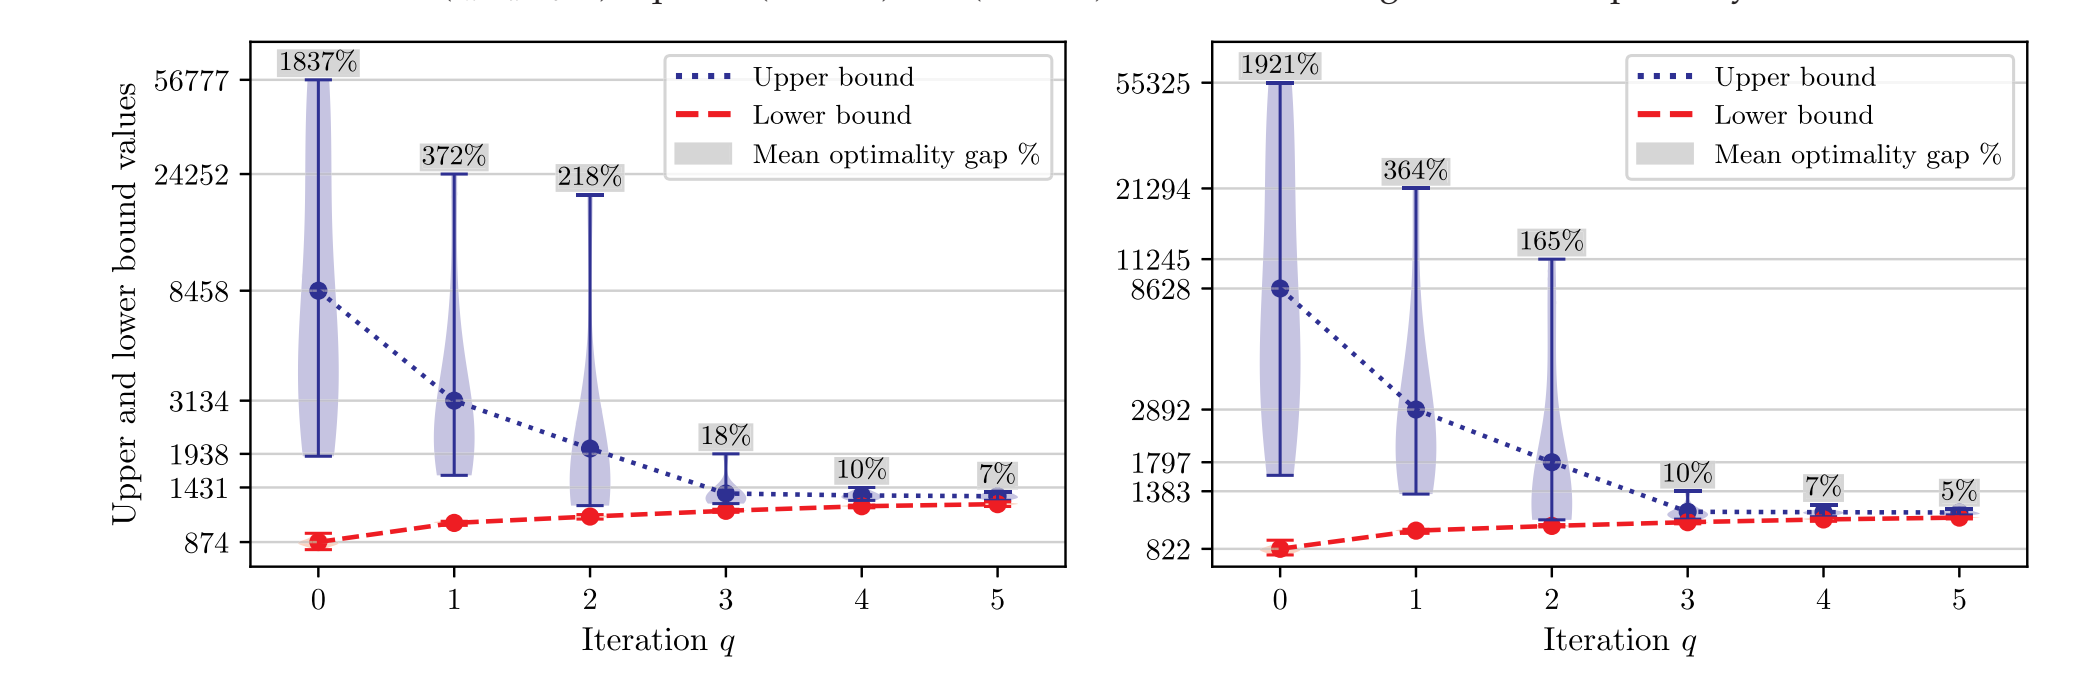 Upper and lower bound values
56777
24252
8458
3134
1938
1431
874
1837%
372%
218%
18%
10%
7%
Upper bound
Lower bound
Mean optimality gap %
0 1 2 3 4 5
Iteration q
55325
21294
11245
8628
2892
1797
1383
822
1921%
364%
165%
10%
7%
5%
Upper bound
Lower bound
Mean optimality gap %
0 1 2 3 4 5
Iteration q